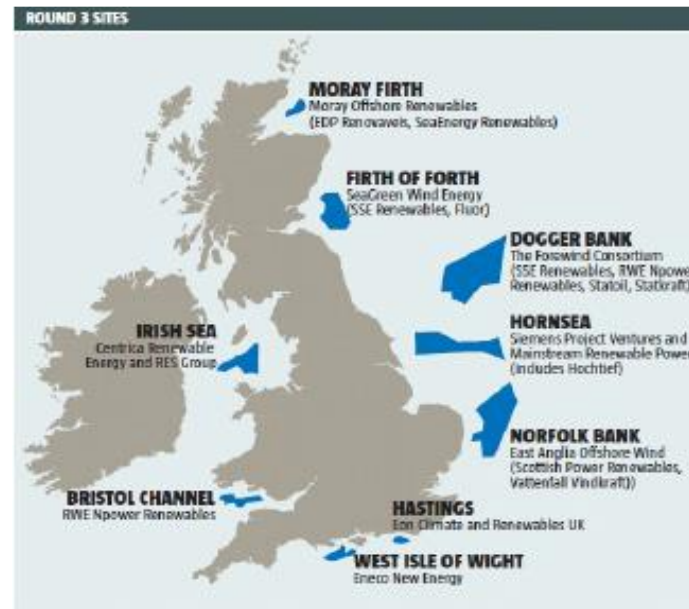 ROUND 3 SITES
MORAY FIRTH
Moray Offshore Renewables
(EDP Renovaveis, SeaEnergy Renewables)
FIRTH OF FORTH
SeaGreen Wind Energy
(SSE Renewables, Fluor)
DOGGER BANK
The Forewind Consortium
(SSE Renewables, RWE Npowe
Renewables, Statoil, Statkraft)
HORNSEA
Siemens Project Ventures and
Mainstream Renewable Power
(Includes Hochtief)
IRISH SEA
Centrica Renewable
Energy and RES Group
NORFOLK BANK
East Anglia Offshore Wind
(Scottish Power Renewables,
Vattenfall Vindkraft))
BRISTOL CHANNEL
RWE Npower Renewables
HASTINGS
Eon Climate and Renewables UK
WEST ISLE OF WIGHT
Eneco New Energy